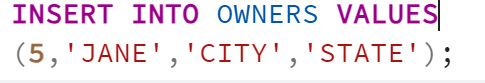 INSERT INTO OWNERS VALUES
(5,'JANE','CITY','STATE');